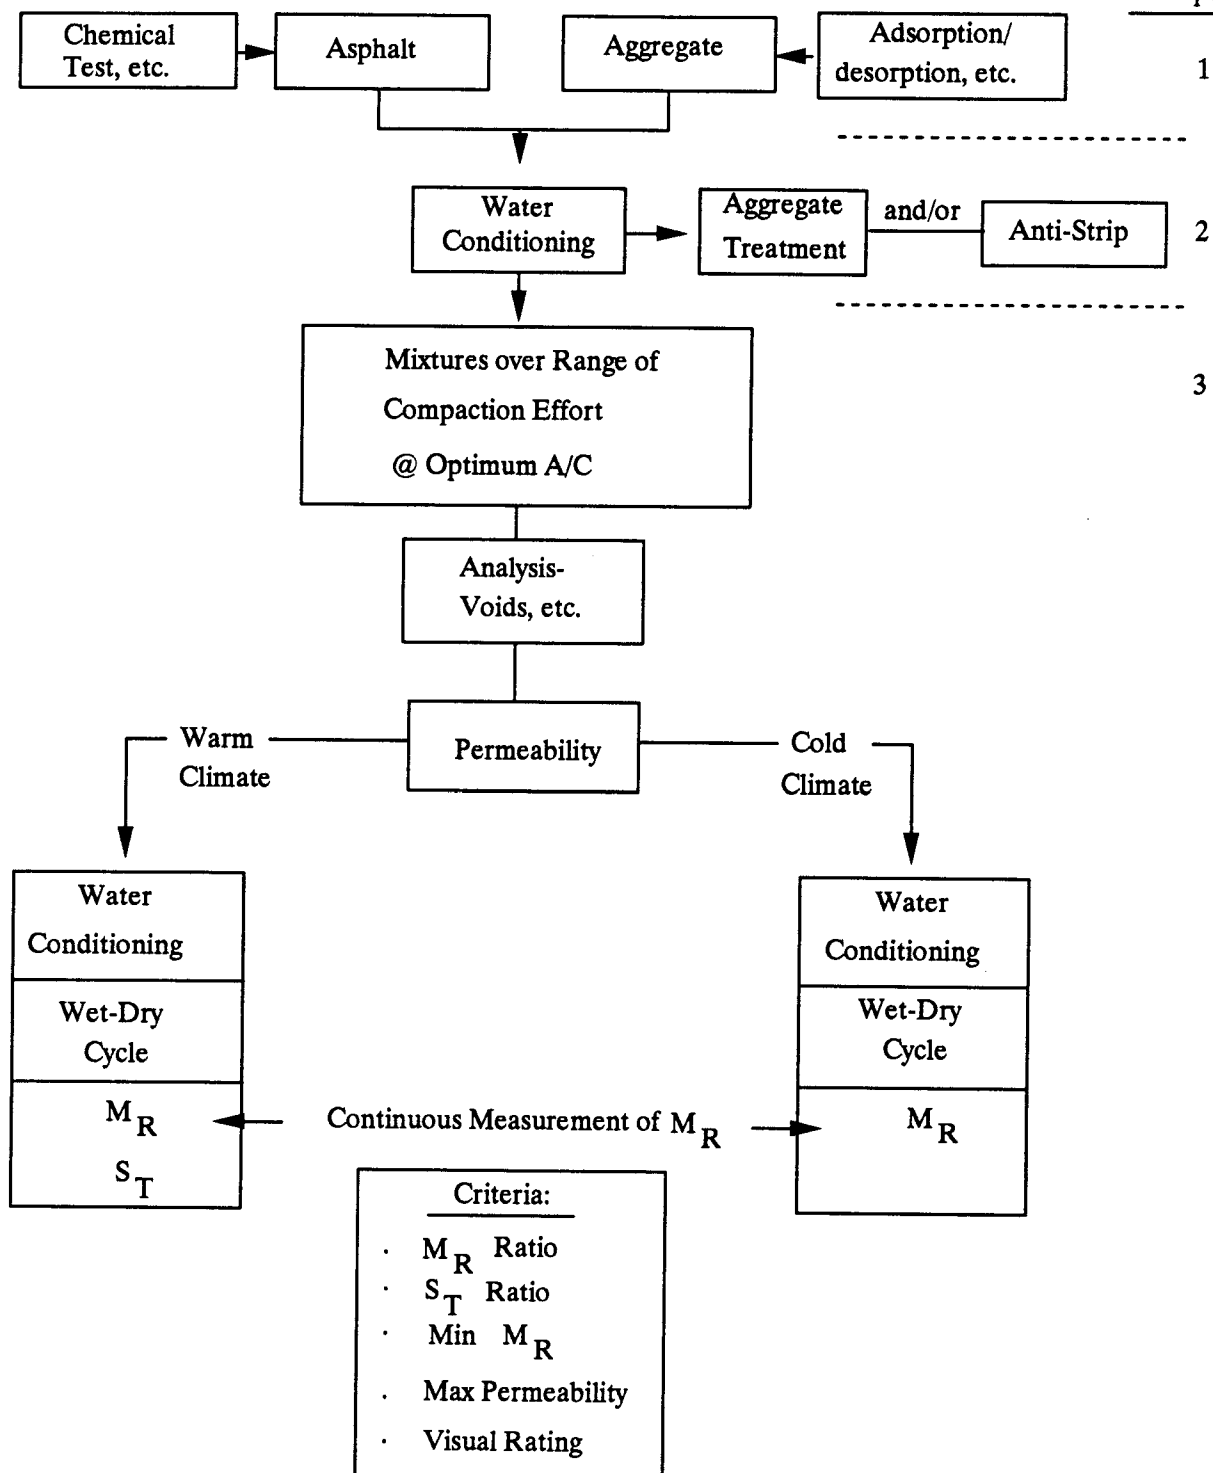 Chemical
Test, etc.
Asphalt
Aggregate
Adsorption/
desorption, etc.
1
Water
Conditioning
Aggregate
Treatment
and/or
Anti-Strip
2
Mixtures over Range of
Compaction Effort
@ Optimum A/C
3
Analysis-
Voids, etc.
Permeability
Warm
Climate
Cold
Climate
Water
Conditioning
Wet-Dry
Cycle
M R
S T
Continuous Measurement of M R
Water
Conditioning
Wet-Dry
Cycle
M R
Criteria:
· M R Ratio
· S T Ratio
· Min M R
· Max Permeability
· Visual Rating